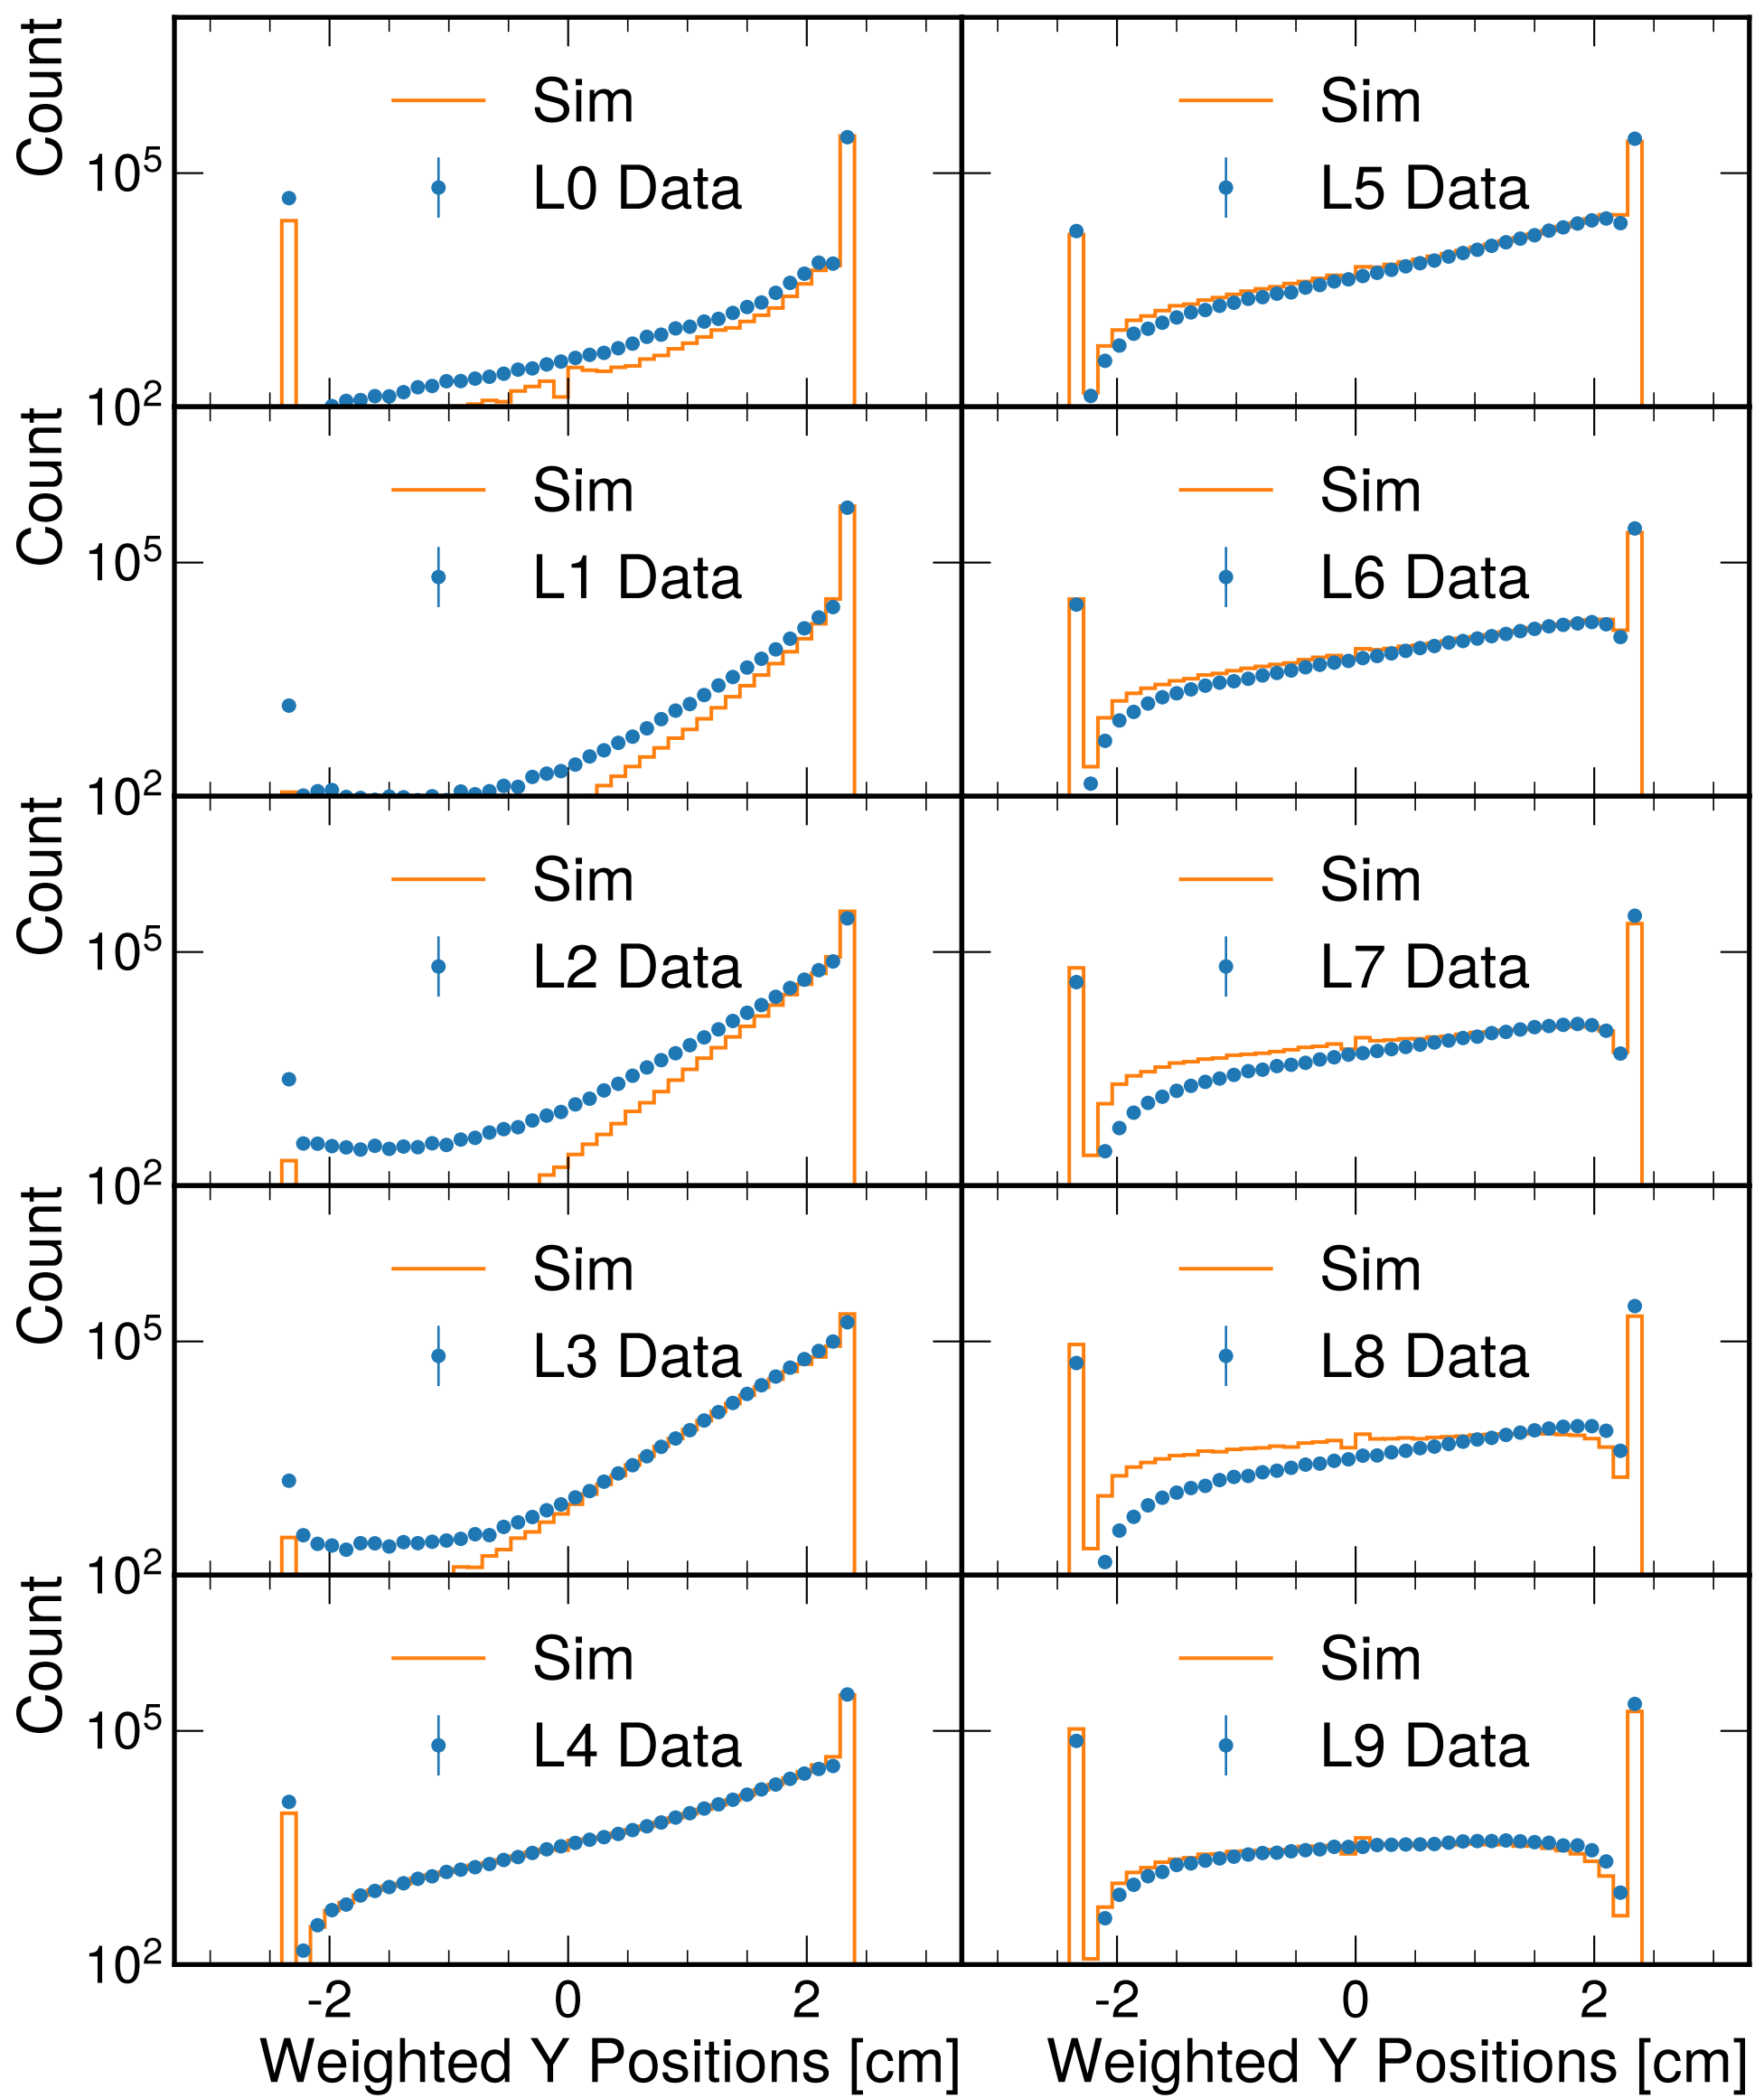 Count
10^5
10^2
Sim
L0 Data
Sim
L5 Data
Count
10^5
10^2
Sim
L1 Data
Sim
L6 Data
Count
10^5
10^2
Sim
L2 Data
Sim
L7 Data
Count
10^5
10^2
Sim
L3 Data
Sim
L8 Data
Count
10^5
10^2
Sim
L4 Data
Sim
L9 Data
-2 0 2
-2 0 2
Weighted Y Positions [cm]
Weighted Y Positions [cm]